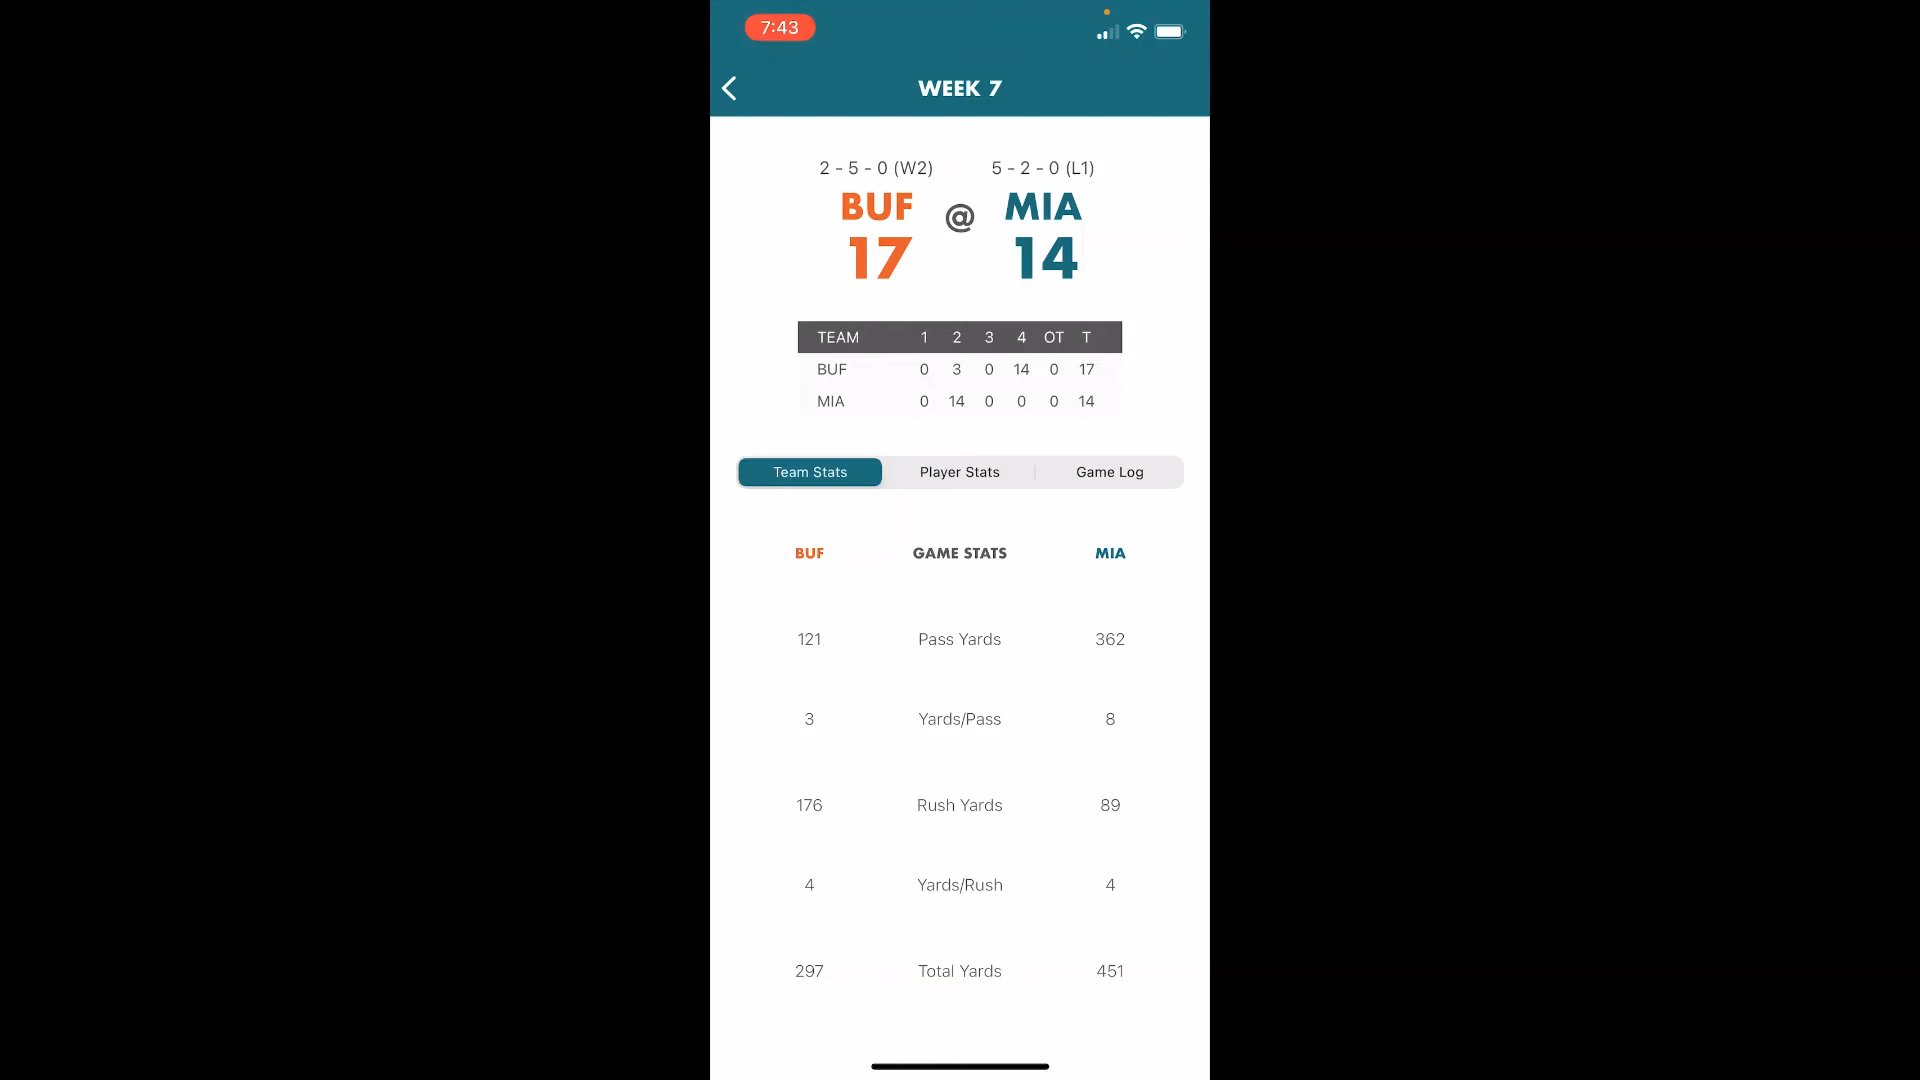 7:43
WEEK 7
2 - 5 - 0 (W2) 5 - 2 - 0 (L1)
BUF @ MIA
17 14
TEAM 1 2 3 4 OT T
BUF 0 3 0 14 0 17
MIA 0 14 0 0 0 14
Team Stats Player Stats Game Log
BUF GAME STATS MIA
121 Pass Yards 362
3 Yards/Pass 8
176 Rush Yards 89
4 Yards/Rush 4
297 Total Yards 451